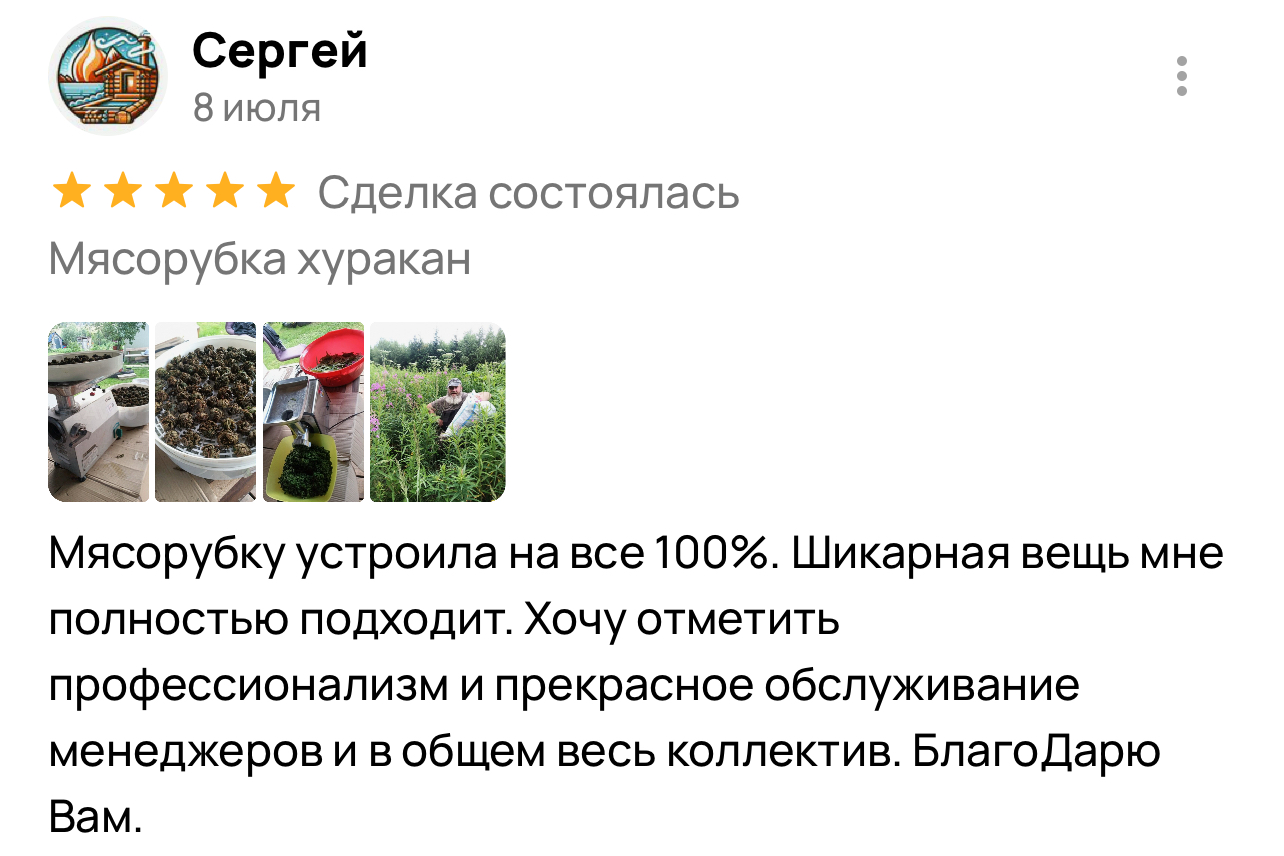 Сергей
8 июля
Сделка состоялась
Мясорубка хуракан
Мясорубку устроила на все 100%. Шикарная вещь мне
полностью подходит. Хочу отметить
профессионализм и прекрасное обслуживание
менеджеров и в общем весь коллектив. БлагоДарю
Вам.